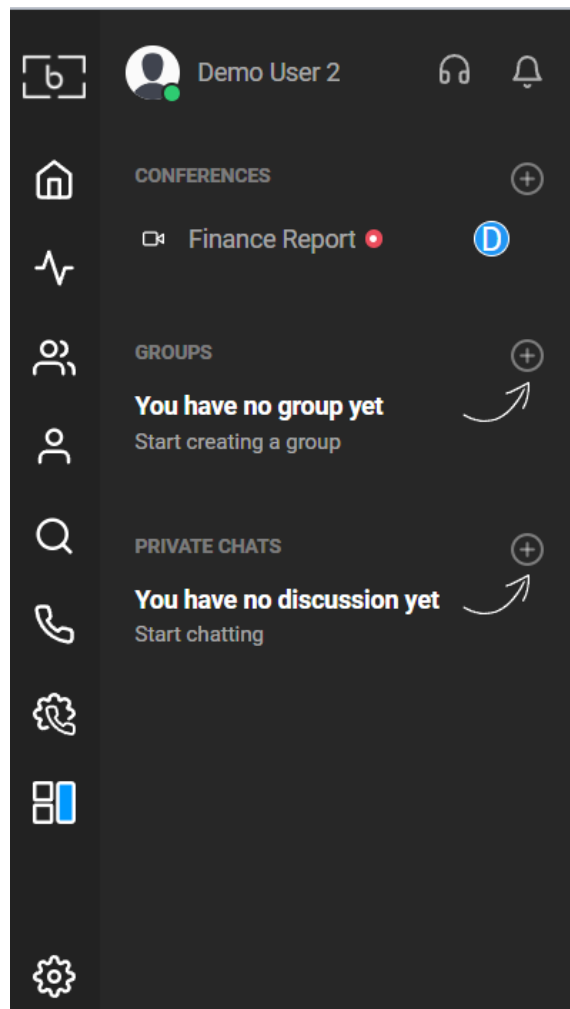 b
Demo User 2
CONFERENCES
Finance Report
D
GROUPS
You have no group yet
Start creating a group
PRIVATE CHATS
You have no discussion yet
Start chatting